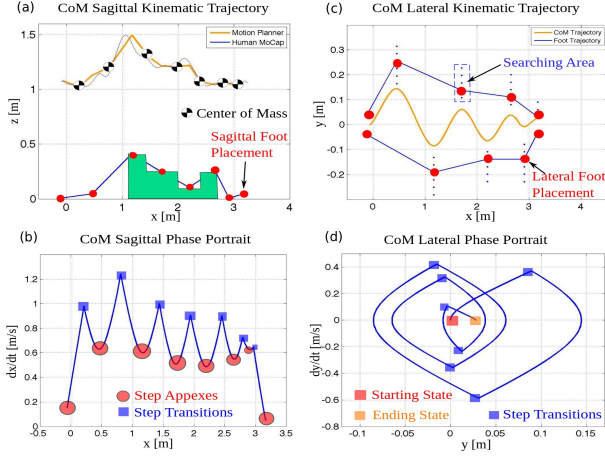 (a)
CoM Sagittal Kinematic Trajectory
Motion Planner
Human MoCap
1.5
1
0.5
0
z [m]
Center of Mass
Sagittal Foot
Placement
0
1
2
3
4
x [m]
(c)
CoM Lateral Kinematic Trajectory
CoM Trajectory
Foot Trajectory
0.3
0.2
0.1
0
-0.1
-0.2
y [m]
Searching Area
Lateral Foot
Placement
0
1
2
3
4
x [m]
(b)
CoM Sagittal Phase Portrait
1.4
1.2
1
0.8
0.6
0.4
0.2
0
dx/dt [m/s]
Step Appexes
Step Transitions
-0.5
0
0.5
1
1.5
2
2.5
3
3.5
x [m]
(d)
CoM Lateral Phase Portrait
0.6
0.4
0.2
0
-0.2
-0.4
-0.6
-0.8
dy/dt [m/s]
Starting State
Ending State
Step Transitions
-0.1
-0.05
0
0.05
0.1
0.15
0.17
y [m]